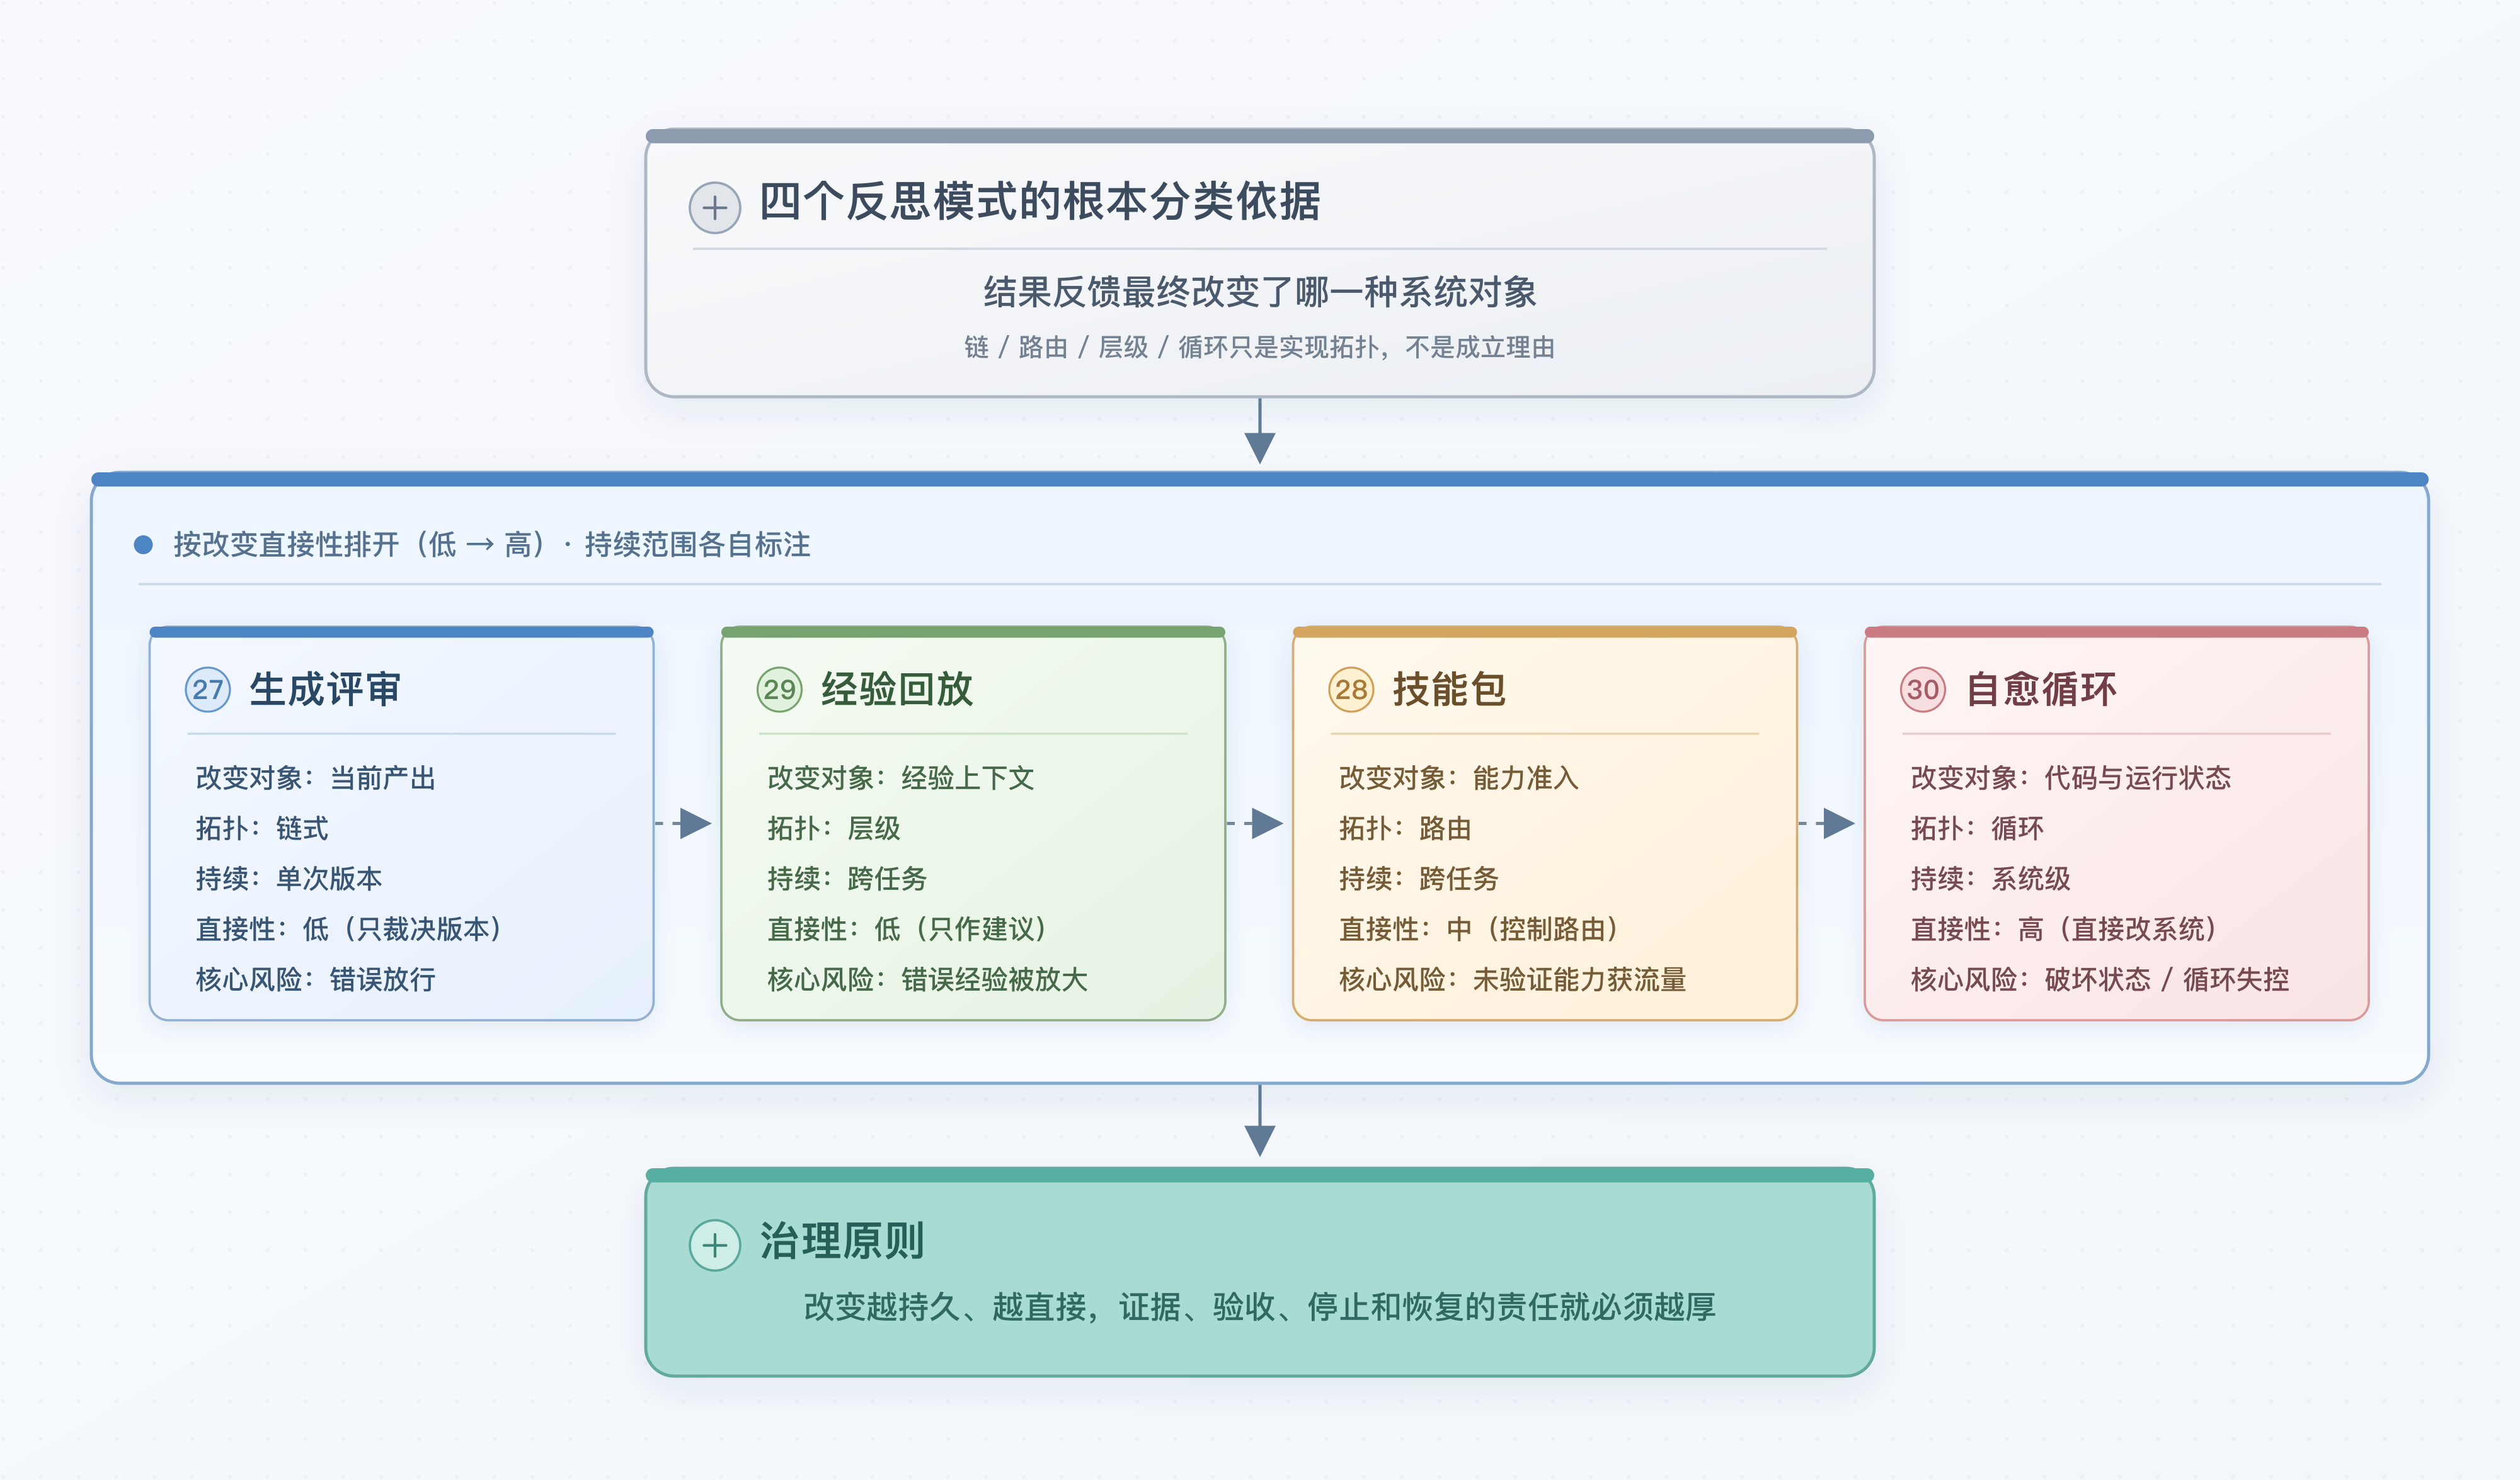 四个反思模式的根本分类依据
结果反馈最终改变了哪一种系统对象
链 / 路由 / 层级 / 循环只是实现拓扑，不是成立理由
按改变直接性排开（低 → 高）· 持续范围各自标注
27 生成评审
改变对象：当前产出
拓扑：链式
持续：单次版本
直接性：低（只裁决版本）
核心风险：错误放行
29 经验回放
改变对象：经验上下文
拓扑：层级
持续：跨任务
直接性：低（只作建议）
核心风险：错误经验被放大
28 技能包
改变对象：能力准入
拓扑：路由
持续：跨任务
直接性：中（控制路由）
核心风险：未验证能力获流量
30 自愈循环
改变对象：代码与运行状态
拓扑：循环
持续：系统级
直接性：高（直接改系统）
核心风险：破坏状态 / 循环失控
治理原则
改变越持久、越直接，证据、验收、停止和恢复的责任就必须越厚